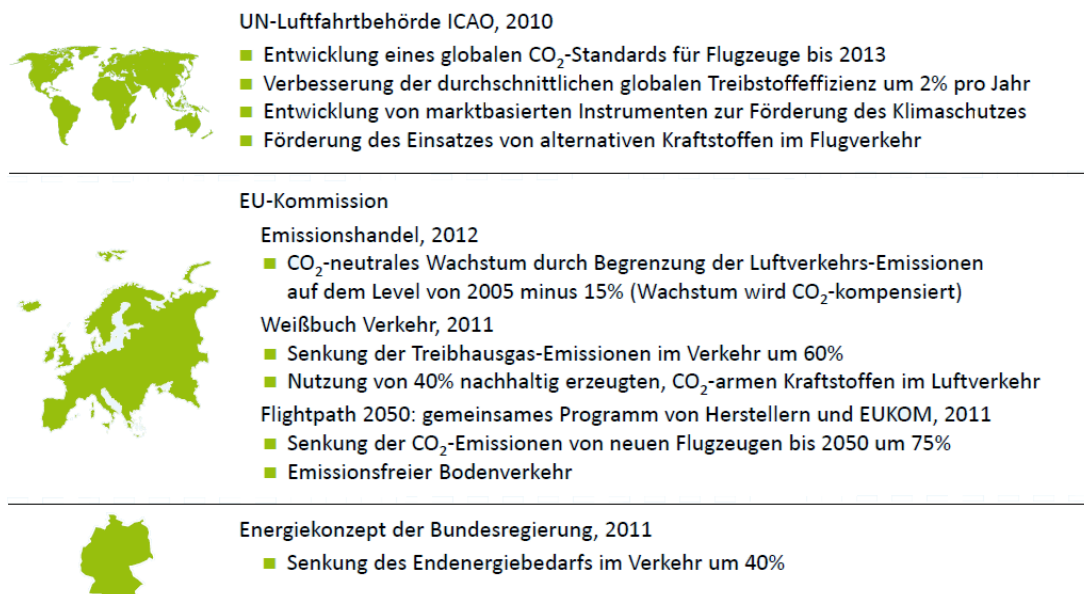 UN-Luftfahrtbehörde ICAO, 2010
■ Entwicklung eines globalen CO₂-Standards für Flugzeuge bis 2013
■ Verbesserung der durchschnittlichen globalen Treibstoffeffizienz um 2% pro Jahr
■ Entwicklung von marktbasierten Instrumenten zur Förderung des Klimaschutzes
■ Förderung des Einsatzes von alternativen Kraftstoffen im Flugverkehr
EU-Kommission
Emissionshandel, 2012
■ CO₂-neutrales Wachstum durch Begrenzung der Luftverkehrs-Emissionen
auf dem Level von 2005 minus 15% (Wachstum wird CO₂-kompensiert)
Weißbuch Verkehr, 2011
■ Senkung der Treibhausgas-Emissionen im Verkehr um 60%
■ Nutzung von 40% nachhaltig erzeugten, CO₂-armen Kraftstoffen im Luftverkehr
Flightpath 2050: gemeinsames Programm von Herstellern und EUKOM, 2011
■ Senkung der CO₂-Emissionen von neuen Flugzeugen bis 2050 um 75%
■ Emissionsfreier Bodenverkehr
Energiekonzept der Bundesregierung, 2011
■ Senkung des Endenergiebedarfs im Verkehr um 40%